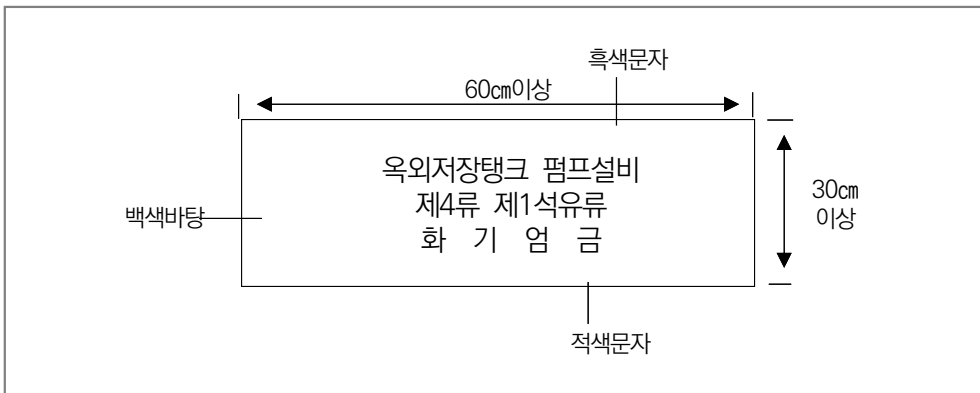 흑색문자
60㎝이상
옥외저장탱크 펌프설비
제4류 제1석유류
화 기 엄 금
백색바탕
30㎝
이상
적색문자